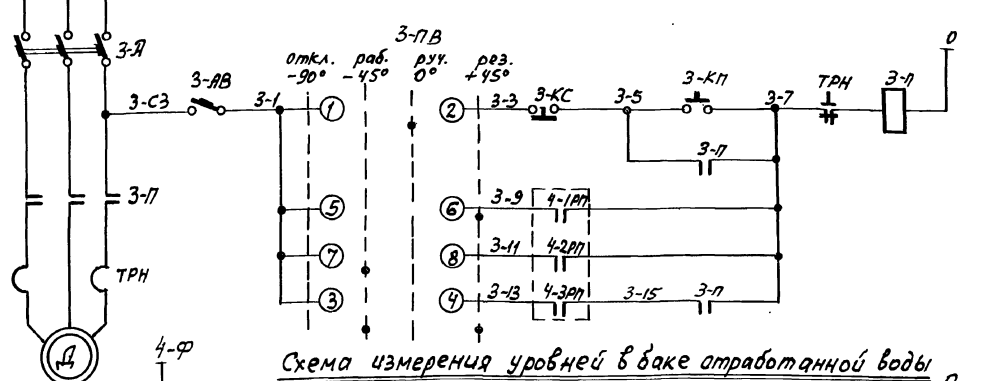 3-ПВ
откл. раб. руч. рез.
-90° -45° 0° +45°
0
3-А
3-АВ
3-С3
3-1
1
2
3-3
3-КС
3-5
3-КП
3-7
ТРН
3-П
3-П
3-П
5
6
3-9
4-1РП
7
8
3-11
4-2РП
ТРН
3
4
3-13
4-3РП
3-15
3-П
Д
4-Ф
Схема измерения уровней в баке отработанной воды